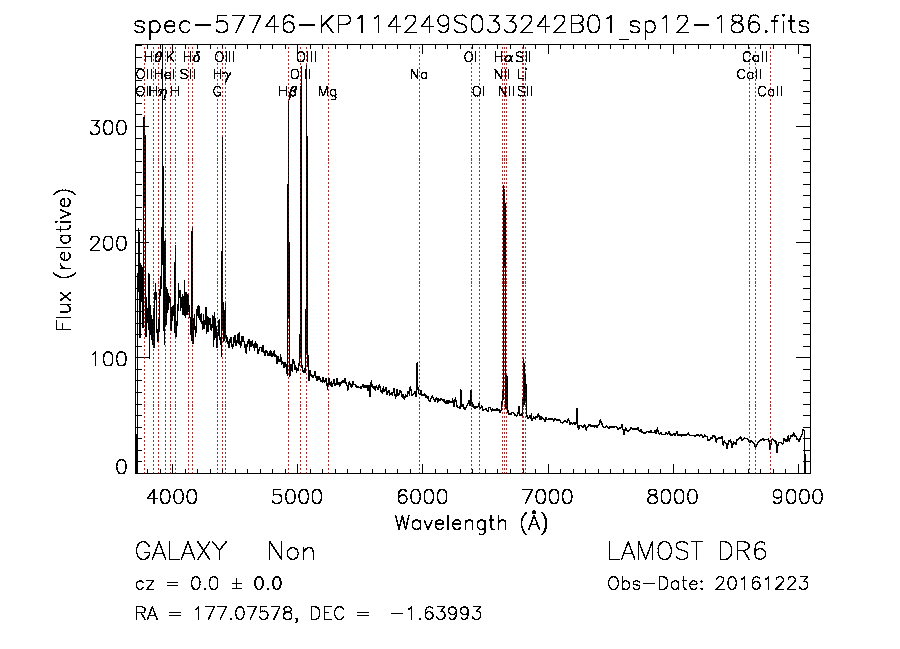 spec-57746-KP114249S033242B01_sp12-186.fits
Hθ K Hδ OIII OIII OI Hα SII CaII
OII HeI SII Hγ OIII Na NII Li CaII
OII Hη H G Hβ Mg OI NII SII CaII
300
200
100
0
Flux (relative)
4000 5000 6000 7000 8000 9000
Wavelength (Å)
GALAXY Non LAMOST DR6
cz = 0.0 ± 0.0 Obs-Date: 20161223
RA = 177.07578, DEC = -1.63993